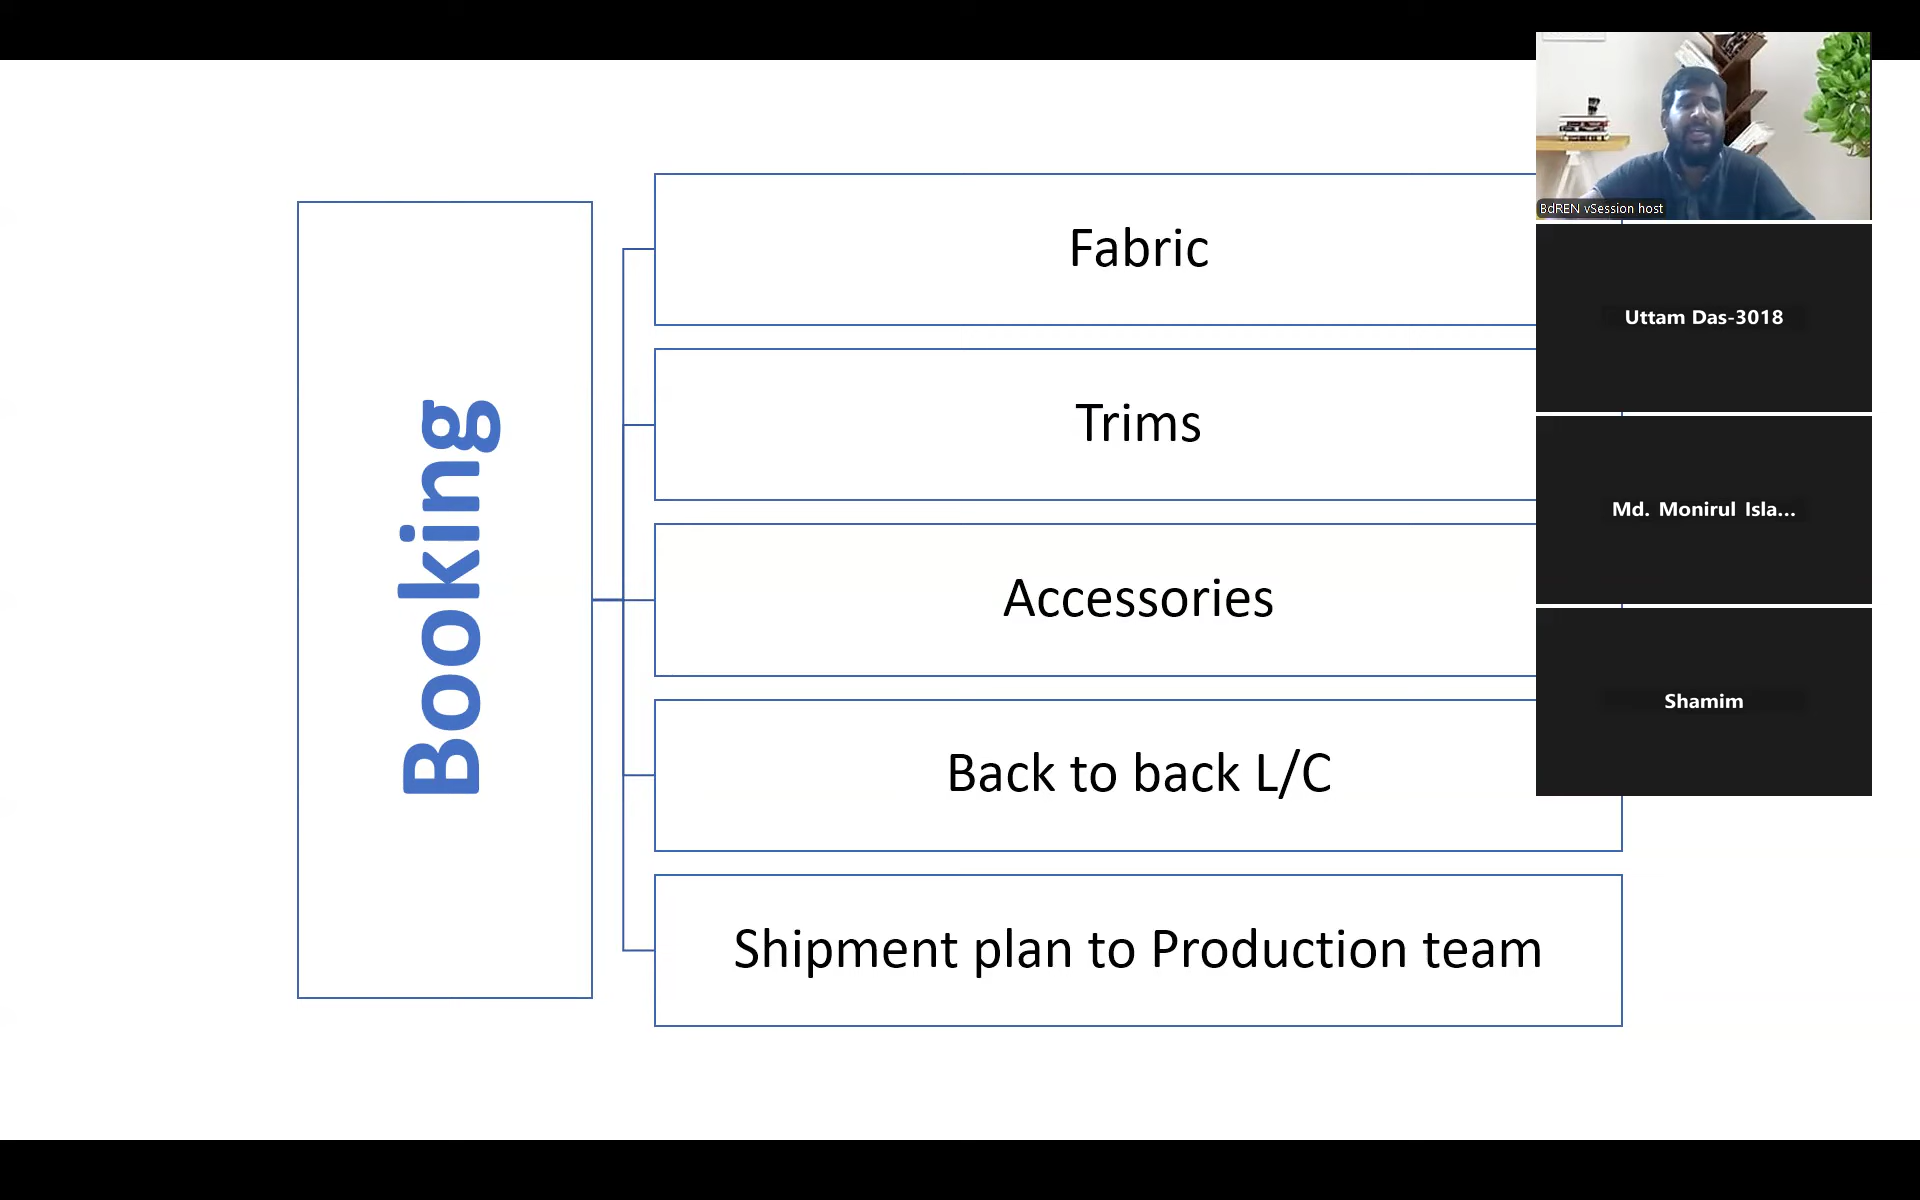 Booking
Fabric
Trims
Accessories
Back to back L/C
Shipment plan to Production team
BdREN vSession host
Uttam Das-3018
Md. Monirul Isla...
Shamim